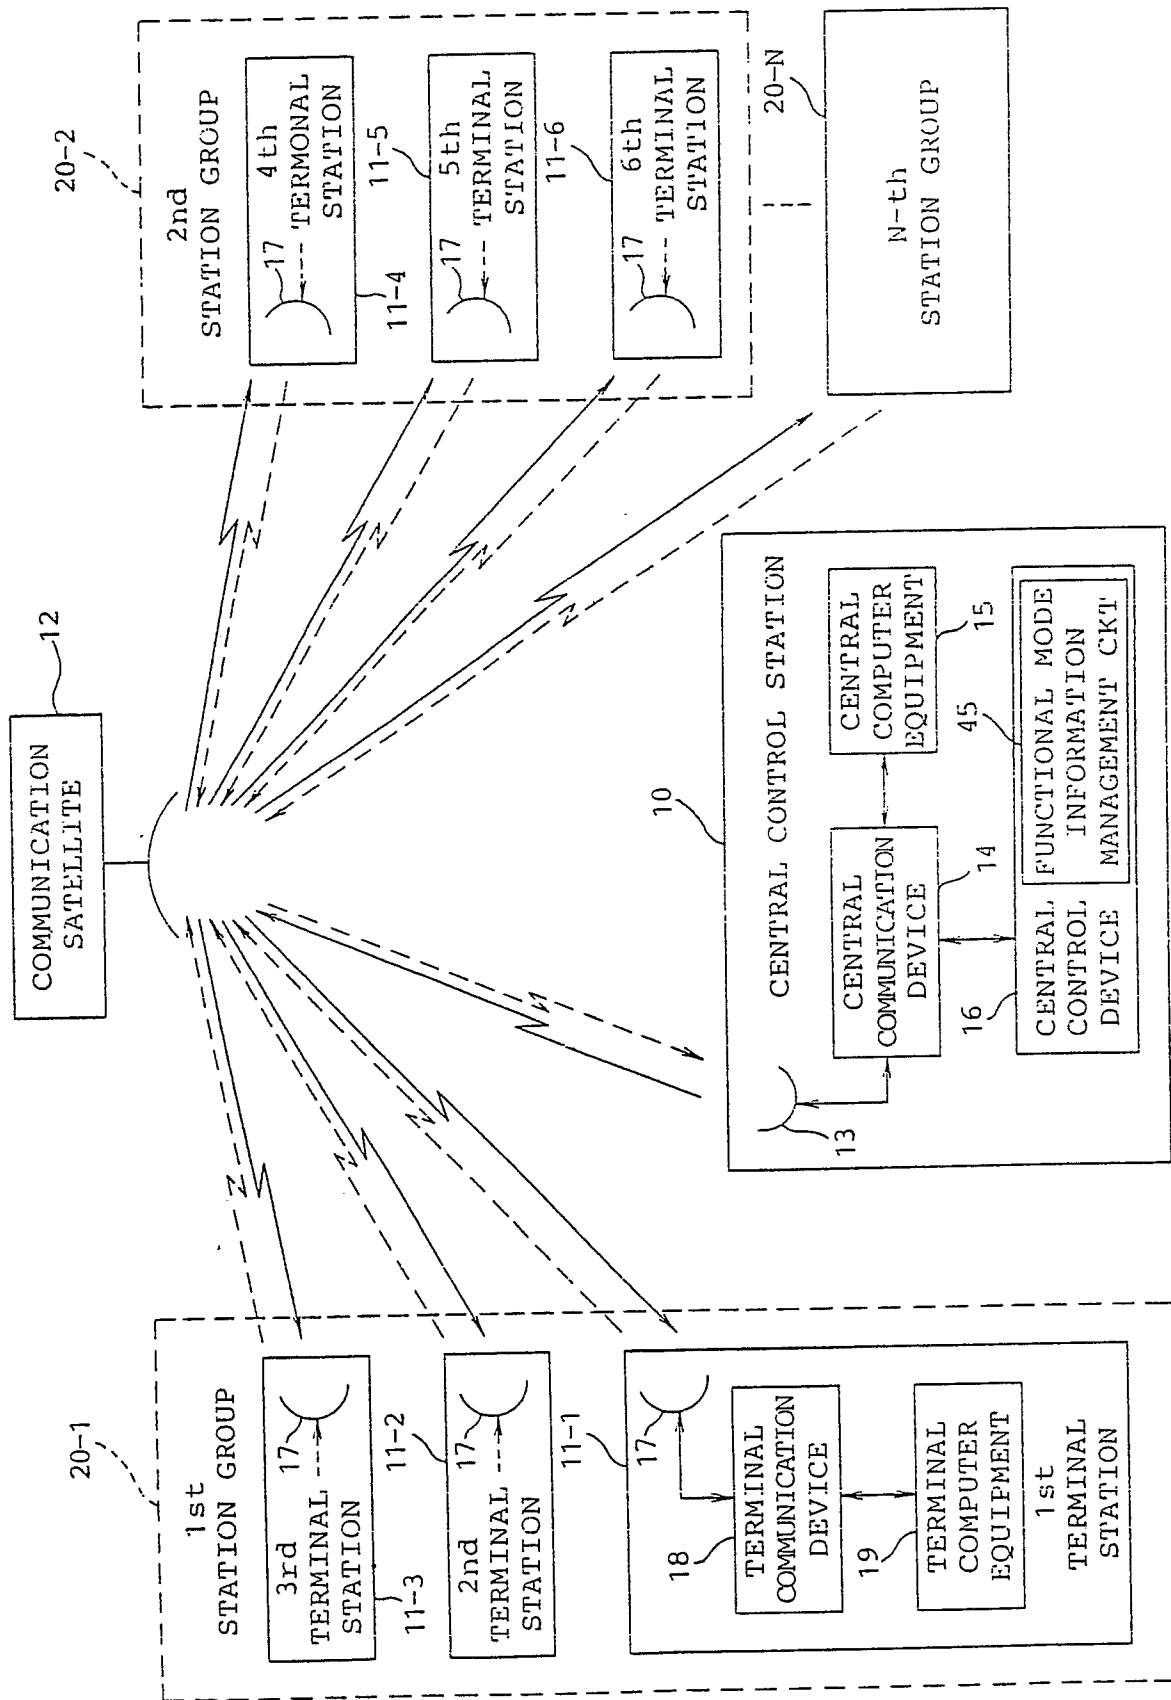 COMMUNICATION
SATELLITE
12
20-1
1st
STATION GROUP
3rd
TERMINAL
STATION
17
11-3
2nd
TERMINAL
STATION
17
11-2
11-1
17
TERMINAL
COMMUNICATION
DEVICE
18
TERMINAL
COMPUTER
EQUIPMENT
19
1st
TERMINAL
STATION
10
CENTRAL CONTROL STATION
13
CENTRAL
COMMUNICATION
DEVICE
14
CENTRAL
COMPUTER
EQUIPMENT
15
16
CENTRAL
CONTROL
DEVICE
45
FUNCTIONAL MODE
INFORMATION
MANAGEMENT CKT
20-2
2nd
STATION GROUP
4th
TERMONAL
STATION
17
11-4
11-5
5th
TERMINAL
STATION
17
11-6
6th
TERMINAL
STATION
17
20-N
N-th
STATION GROUP